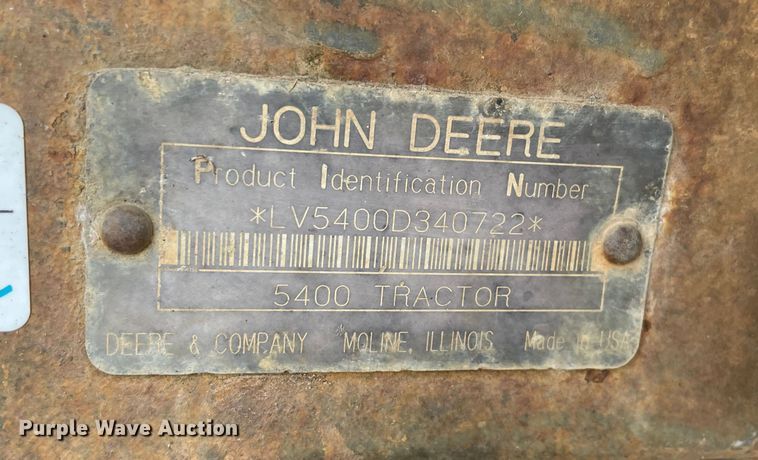 JOHN DEERE
Product Identification Number
*LV5400D340722*
5400 TRACTOR
DEERE & COMPANY MOLINE, ILLINOIS Made in USA
Purple Wave Auction